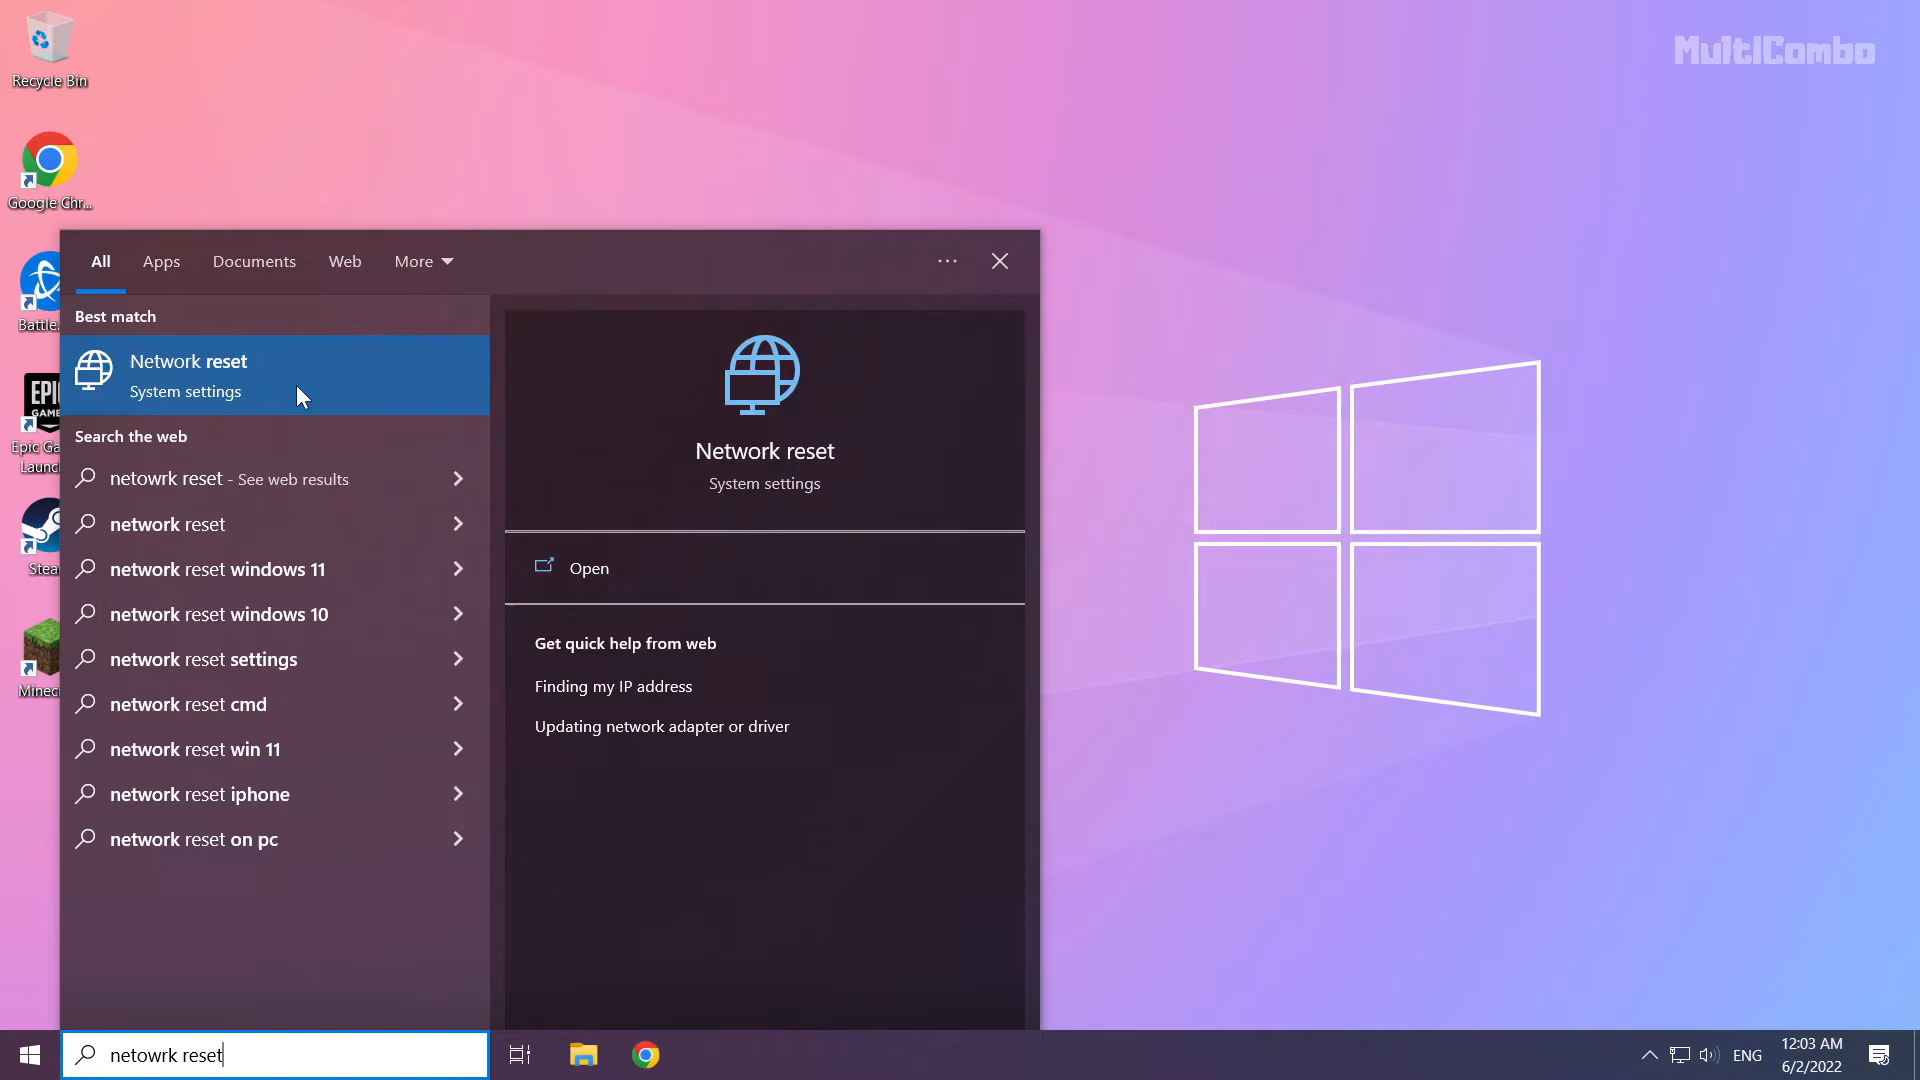 MultiCombo
Recycle Bin
Google Chr...
Battle.
EPIC
GAMES
Epic Ga
Launc
Stea
Minec
All
Apps
Documents
Web
More
...
Best match
Network reset
System settings
Search the web
netowrk reset - See web results
network reset
network reset windows 11
network reset windows 10
network reset settings
network reset cmd
network reset win 11
network reset iphone
network reset on pc
Network reset
System settings
Open
Get quick help from web
Finding my IP address
Updating network adapter or driver
netowrk reset
ENG
12:03 AM
6/2/2022